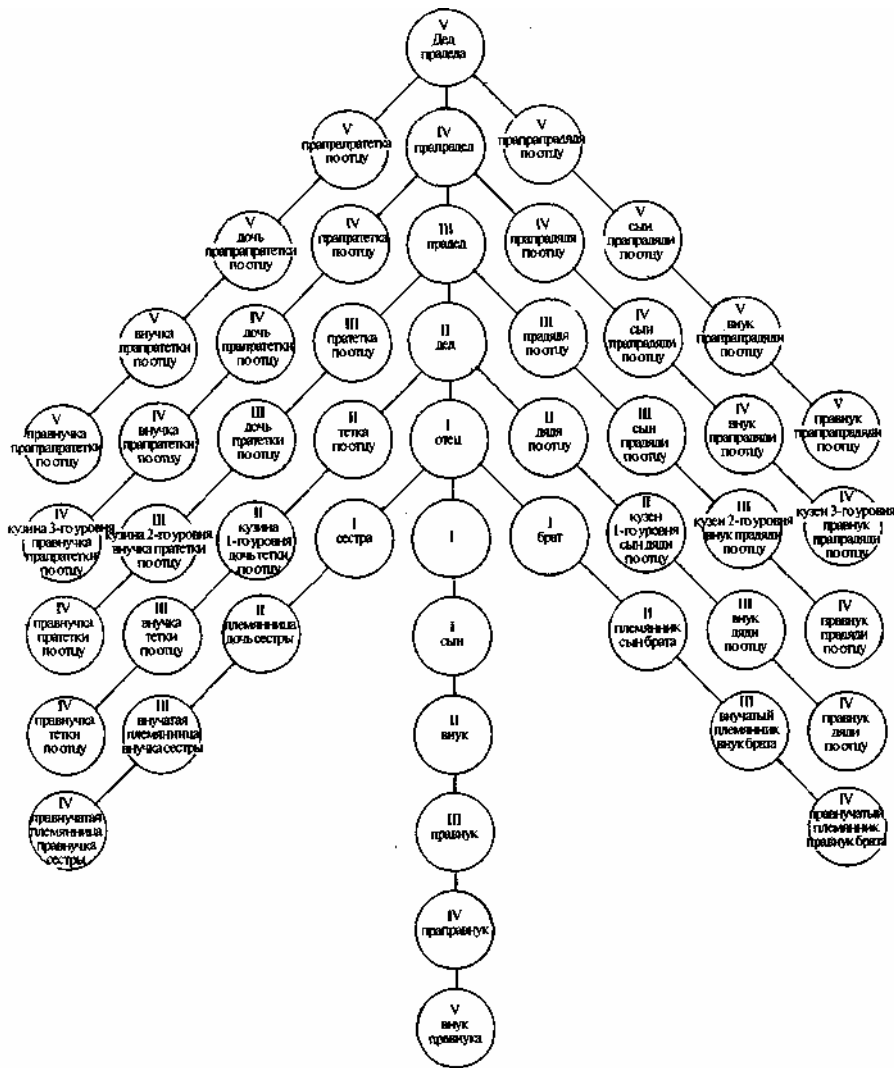 V
Дед
прадеда
V
прапрапратетка
по отцу
IV
прапрадед
V
прапрапрадядя
по отцу
V
дочь
прапрапратетки
по отцу
IV
прапратетка
по отцу
III
прадед
IV
прапрадядя
по отцу
V
сын
прапрадяди
по отцу
V
внучка
прапрапратетки
по отцу
IV
дочь
прапратетки
по отцу
III
пратетка
по отцу
II
дед
III
прадядя
по отцу
IV
сын
прапрадяди
по отцу
V
внук
прапрапрадяди
по отцу
V
правнучка
прапрапратетки
по отцу
IV
внучка
прапратетки
по отцу
III
дочь
пратетки
по отцу
II
тетка
по отцу
I
отец
II
дядя
по отцу
III
сын
прадяди
по отцу
IV
внук
прапрадяди
по отцу
V
правнук
прапрапрадяди
по отцу
IV
кузина 3-го уровня
правнучка
прапратетки
по отцу
III
кузина 2-го уровня
внучка пратетки
по отцу
II
кузина
1-го уровня
дочь тетки
по отцу
I
сестра
I
I
брат
II
кузен
1-го уровня
сын дяди
по отцу
III
кузен 2-го уровня
внук прадяди
по отцу
IV
кузен 3-го уровня
правнук
прапрадяди
по отцу
IV
правнучка
пратетки
по отцу
III
внучка
тетки
по отцу
II
племянница
дочь сестры
I
сын
II
племянник
сын брата
III
внук
дяди
по отцу
IV
правнук
прадяди
по отцу
IV
правнучка
тетки
по отцу
III
внучатая
племянница
внучка сестры
II
внук
III
внучатый
племянник
внук брата
IV
правнук
дяди
по отцу
IV
правнучатая
племянница
правнучка
сестры
III
правнук
IV
правнучатый
племянник
правнук брата
IV
праправнук
V
внук
правнука